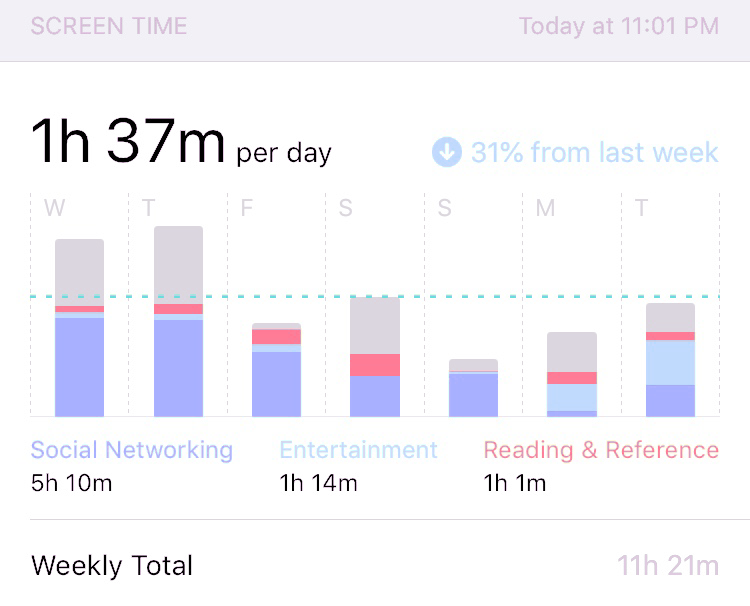 SCREEN TIME Today at 11:01 PM
1h 37m per day 31% from last week
W T F S S M T
Social Networking Entertainment Reading & Reference
5h 10m 1h 14m 1h 1m
Weekly Total 11h 21m